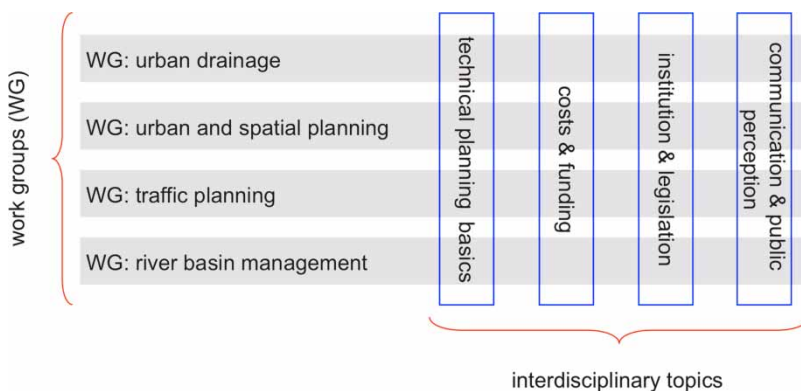 work groups (WG)
WG: urban drainage
WG: urban and spatial planning
WG: traffic planning
WG: river basin management
technical planning basics
costs & funding
institution & legislation
communication & public
perception
interdisciplinary topics